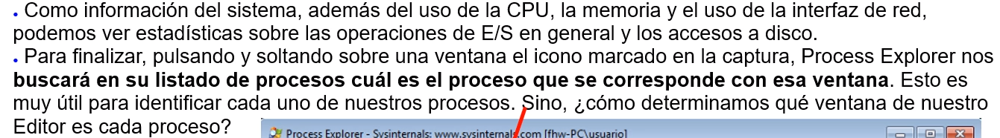 • Como información del sistema, además del uso de la CPU, la memoria y el uso de la interfaz de red,
podemos ver estadísticas sobre las operaciones de E/S en general y los accesos a disco.
• Para finalizar, pulsando y soltando sobre una ventana el icono marcado en la captura, Process Explorer nos
buscará en su listado de procesos cuál es el proceso que se corresponde con esa ventana. Esto es
muy útil para identificar cada uno de nuestros procesos. Sino, ¿cómo determinamos qué ventana de nuestro
Editor es cada proceso?
Process Explorer - Sysinternals: www.sysinternals.com [fhw-PC\usuario]